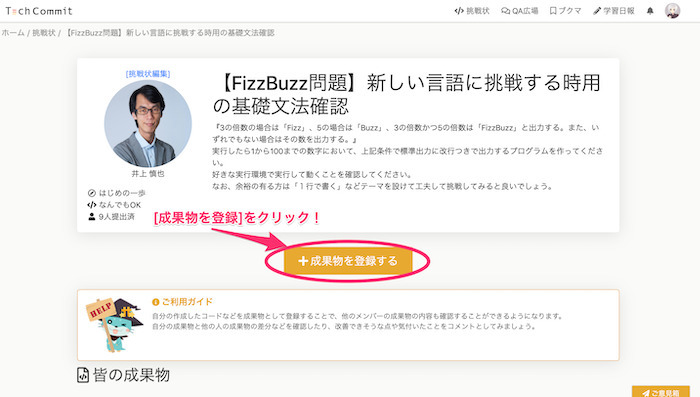 TechCommit
挑戦状 QA広場 ブクマ 学習日報
ホーム / 挑戦状 / 【FizzBuzz問題】新しい言語に挑戦する時用の基礎文法確認
[挑戦状編集]
井上 慎也
はじめの一歩
なんでもOK
9人提出済
【FizzBuzz問題】新しい言語に挑戦する時用
の基礎文法確認
『3の倍数の場合は「Fizz」、5の場合は「Buzz」、3の倍数かつ5の倍数は「FizzBuzz」と出力する。また、い
ずれでもない場合はその数を出力する。』
実行したら1から100までの数字において、上記条件で標準出力に改行つきで出力するプログラムを作ってくださ
い。
好きな実行環境で実行して動くことを確認してください。
なお、余裕の有る方は「１行で書く」などテーマを設けて工夫して挑戦してみると良いでしょう。
[成果物を登録]をクリック！
+ 成果物を登録する
HELP
ご利用ガイド
自分の作成したコードなどを成果物として登録することで、他のメンバーの成果物の内容も確認することができるようになります。
自分の成果物と他の人の成果物の差分などを確認したり、改善できそうな点や気付いたことをコメントとしてみましょう。
皆の成果物
ご意見箱